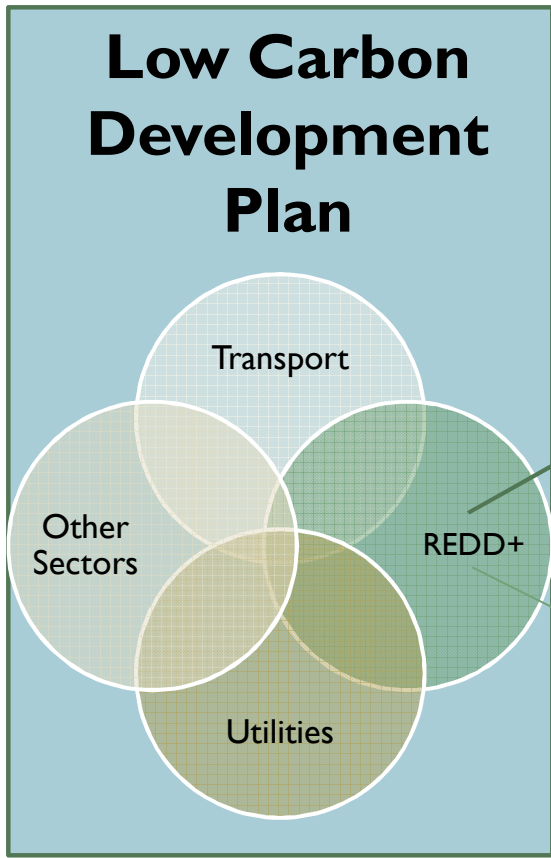 Low Carbon
Development
Plan
Transport
Other
Sectors
REDD+
Utilities